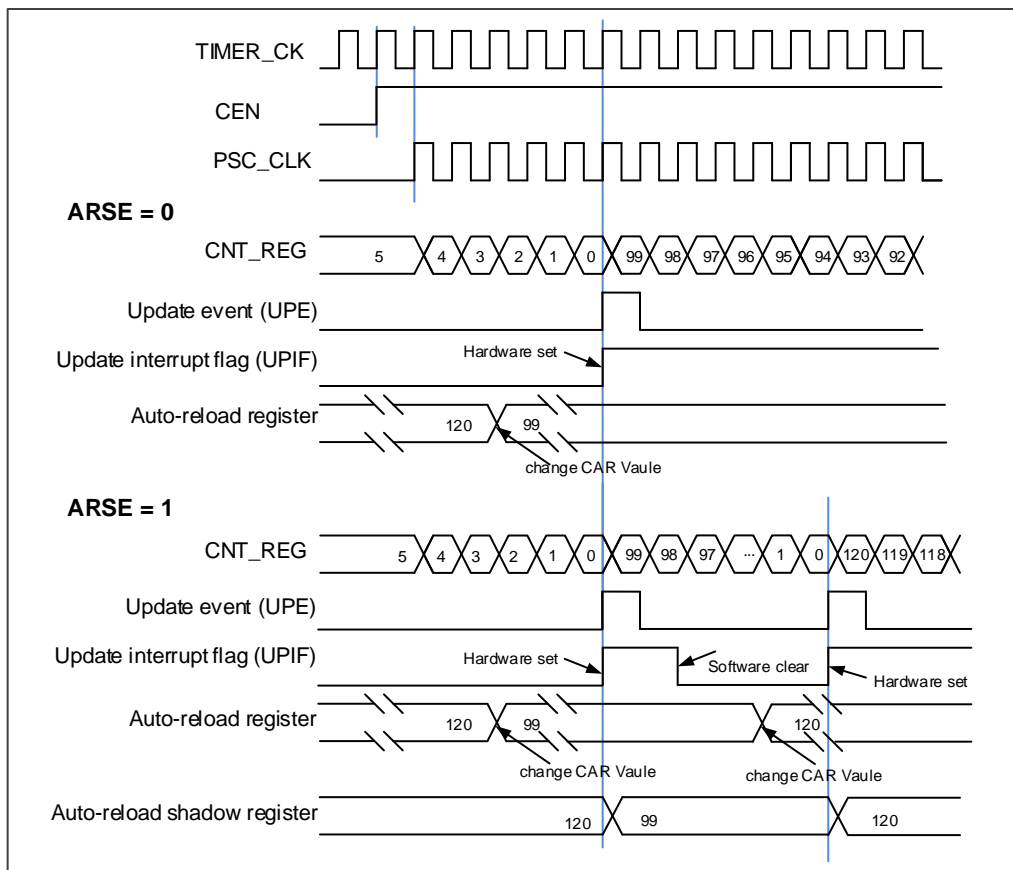 TIMER_CK
CEN
PSC_CLK
ARSE = 0
CNT_REG 5 4 3 2 1 0 99 98 97 96 95 94 93 92
Update event (UPE)
Update interrupt flag (UPIF) Hardware set
Auto-reload register 120 99
change CAR Vaule
ARSE = 1
CNT_REG 5 4 3 2 1 0 99 98 97 ... 1 0 120 119 118
Update event (UPE)
Update interrupt flag (UPIF) Hardware set Software clear Hardware set
Auto-reload register 120 99 120
change CAR Vaule change CAR Vaule
Auto-reload shadow register 120 99 120